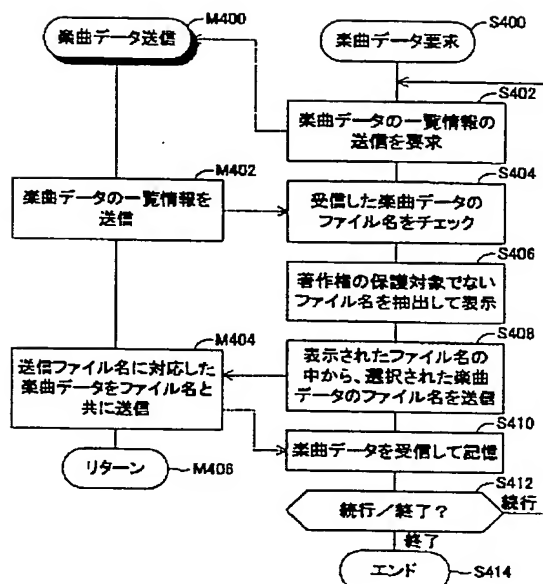 楽曲データ送信
M400
楽曲データ要求
S400
S402
楽曲データの一覧情報の
送信を要求
M402
楽曲データの一覧情報を
送信
S404
受信した楽曲データの
ファイル名をチェック
S406
著作権の保護対象でない
ファイル名を抽出して表示
M404
送信ファイル名に対応した
楽曲データをファイル名と
共に送信
S408
表示されたファイル名の
中から、選択された楽曲
データのファイル名を送信
S410
楽曲データを受信して記憶
リターン
M406
S412
続行/終了?
続行
終了
エンド
S414